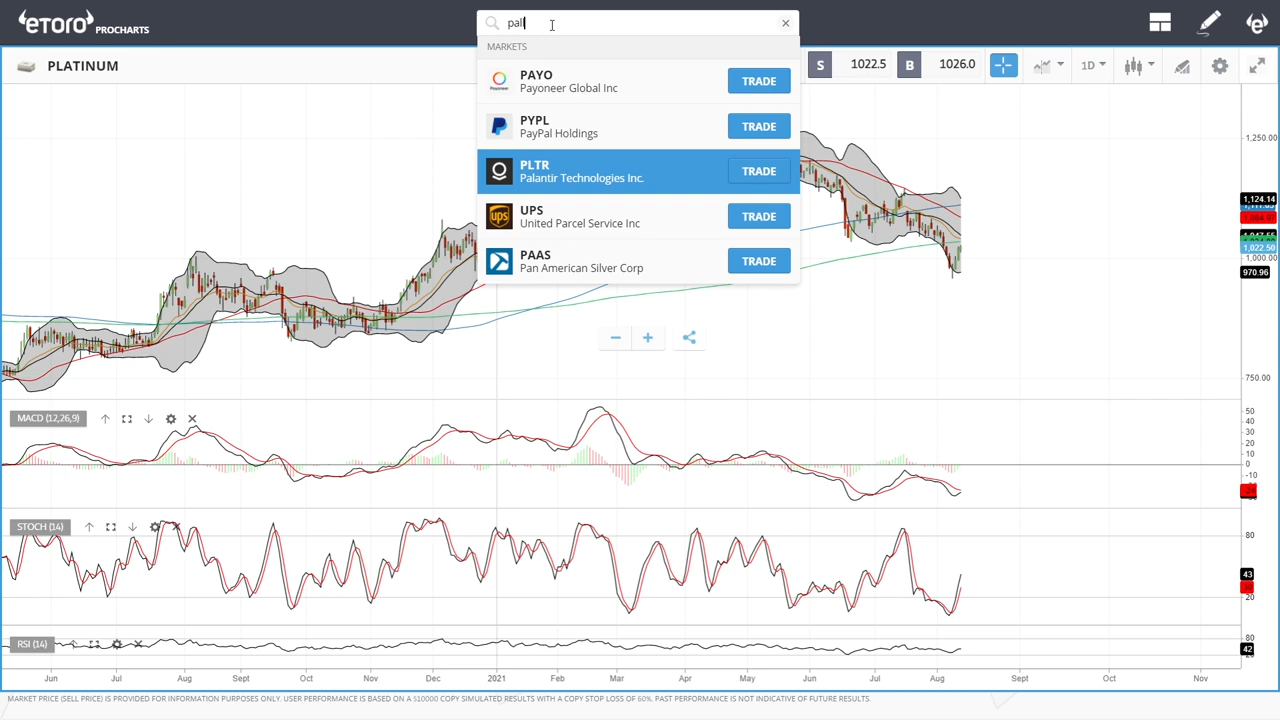 eToro PROCHARTS
pall
MARKETS
PAYO
Payoneer Global Inc
TRADE
PYPL
PayPal Holdings
TRADE
PLTR
Palantir Technologies Inc.
TRADE
UPS
United Parcel Service Inc
TRADE
PAAS
Pan American Silver Corp
TRADE
PLATINUM
S 1022.5 B 1026.0 1D
1,250.00
1,124.14
1,022.50
1,000.00
970.96
750.00
MACD (12,26,9)
50
40
30
20
10
0
-10
STOCH (14)
80
43
20
RSI (14)
80
42
Jun Jul Aug Sept Oct Nov Dec 2021 Feb Mar Apr May Jun Jul Aug Sept Oct Nov
MARKET PRICE (SELL PRICE) IS PROVIDED FOR INFORMATION PURPOSES ONLY. USER PERFORMANCE IS BASED ON A $10000 COPY SIMULATED RESULTS WITH A COPY STOP LOSS OF 60%. PAST PERFORMANCE IS NOT INDICATIVE OF FUTURE RESULTS.